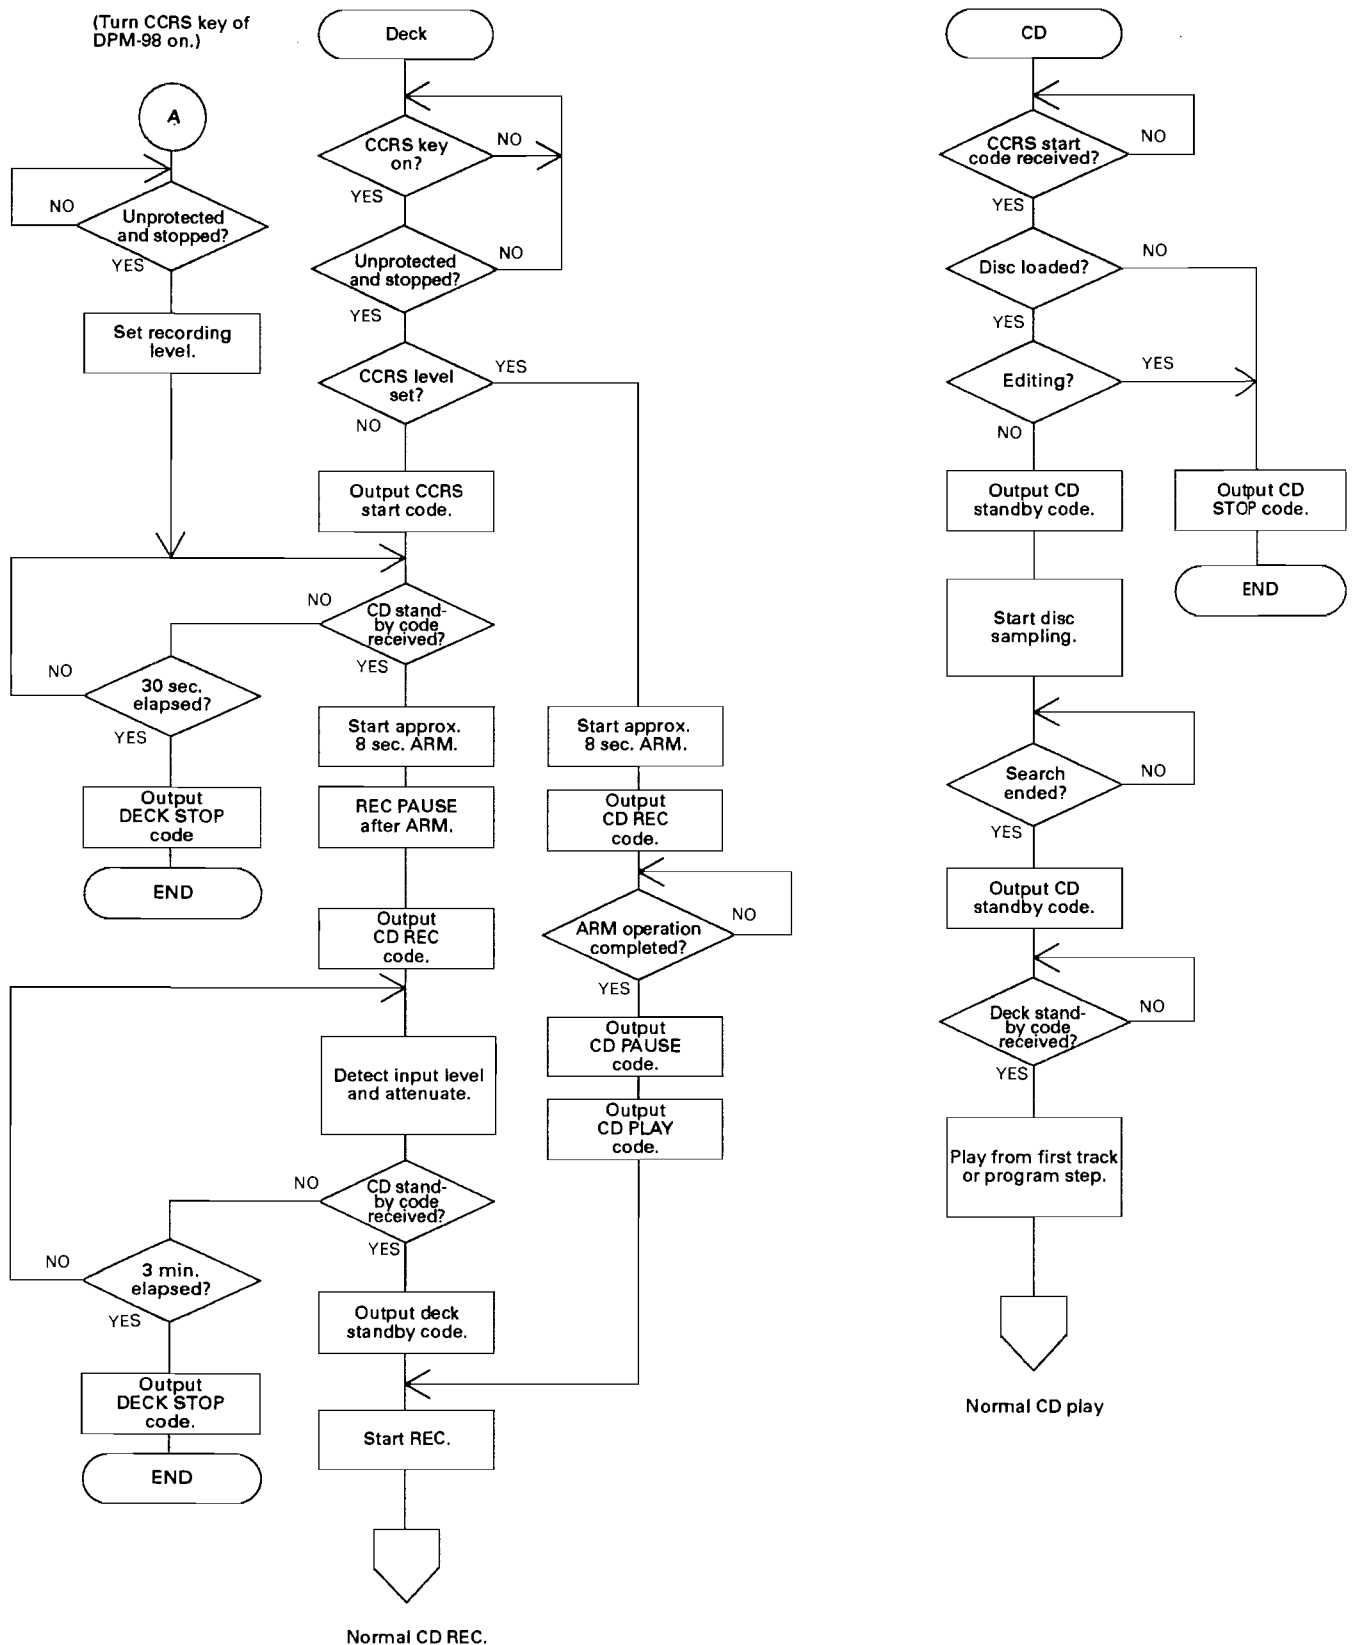 (Turn CCRS key of
DPM-98 on.)
A
NO
Unprotected
and stopped?
YES
Set recording
level.
Deck
CCRS key
on?
NO
YES
Unprotected
and stopped?
NO
YES
CCRS level
set?
YES
NO
Output CCRS
start code.
NO
CD stand-
by code
received?
YES
NO
30 sec.
elapsed?
YES
Output
DECK STOP
code
END
Start approx.
8 sec. ARM.
REC PAUSE
after ARM.
Output
CD REC
code.
Detect input level
and attenuate.
NO
CD stand-
by code
received?
YES
NO
3 min.
elapsed?
YES
Output
DECK STOP
code.
END
Output deck
standby code.
Start REC.
Normal CD REC.
Start approx.
8 sec. ARM.
Output
CD REC
code.
ARM operation
completed?
NO
YES
Output
CD PAUSE
code.
Output
CD PLAY
code.
CD
CCRS start
code received?
NO
YES
Disc loaded?
NO
YES
Editing?
YES
NO
Output CD
standby code.
Output CD
STOP code.
END
Start disc
sampling.
Search
ended?
NO
YES
Output CD
standby code.
Deck stand-
by code
received?
NO
YES
Play from first track
or program step.
Normal CD play